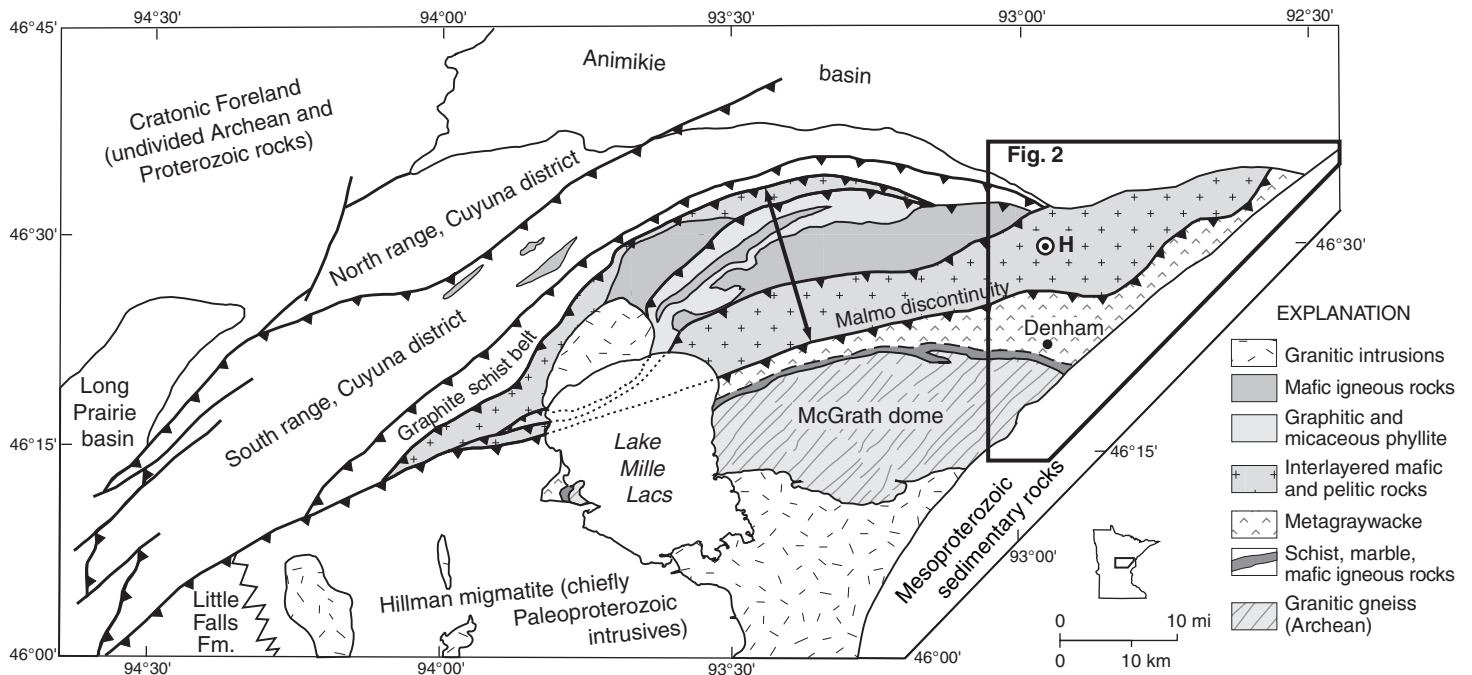 94°30'
94°00'
93°30'
93°00'
92°30'
46°45'
Animikie
basin
Cratonic Foreland
(undivided Archean and
Proterozoic rocks)
Fig. 2
North range, Cuyuna district
46°30'
H
46°30'
Malmo discontinuity
EXPLANATION
Denham
Granitic intrusions
Mafic igneous rocks
Graphitic and
micaceous phyllite
Interlayered mafic
and pelitic rocks
Metagraywacke
Schist, marble,
mafic igneous rocks
Granitic gneiss
(Archean)
Long
Prairie
basin
South range, Cuyuna district
Graphite schist belt
McGrath dome
46°15'
46°15'
Lake
Mille
Lacs
Mesoproterozoic
sedimentary rocks
93°00'
Little
Falls
Fm.
Hillman migmatite (chiefly
Paleoproterozoic
intrusives)
0
10 mi
0
10 km
46°00'
46°00'
94°30'
94°00'
93°30'